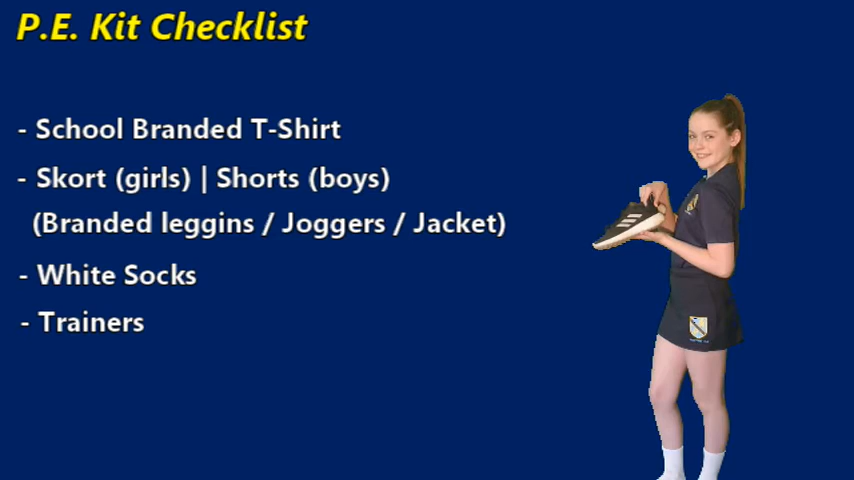 P.E. Kit Checklist
- School Branded T-Shirt
- Skort (girls) | Shorts (boys)
(Branded leggins / Joggers / Jacket)
- White Socks
- Trainers